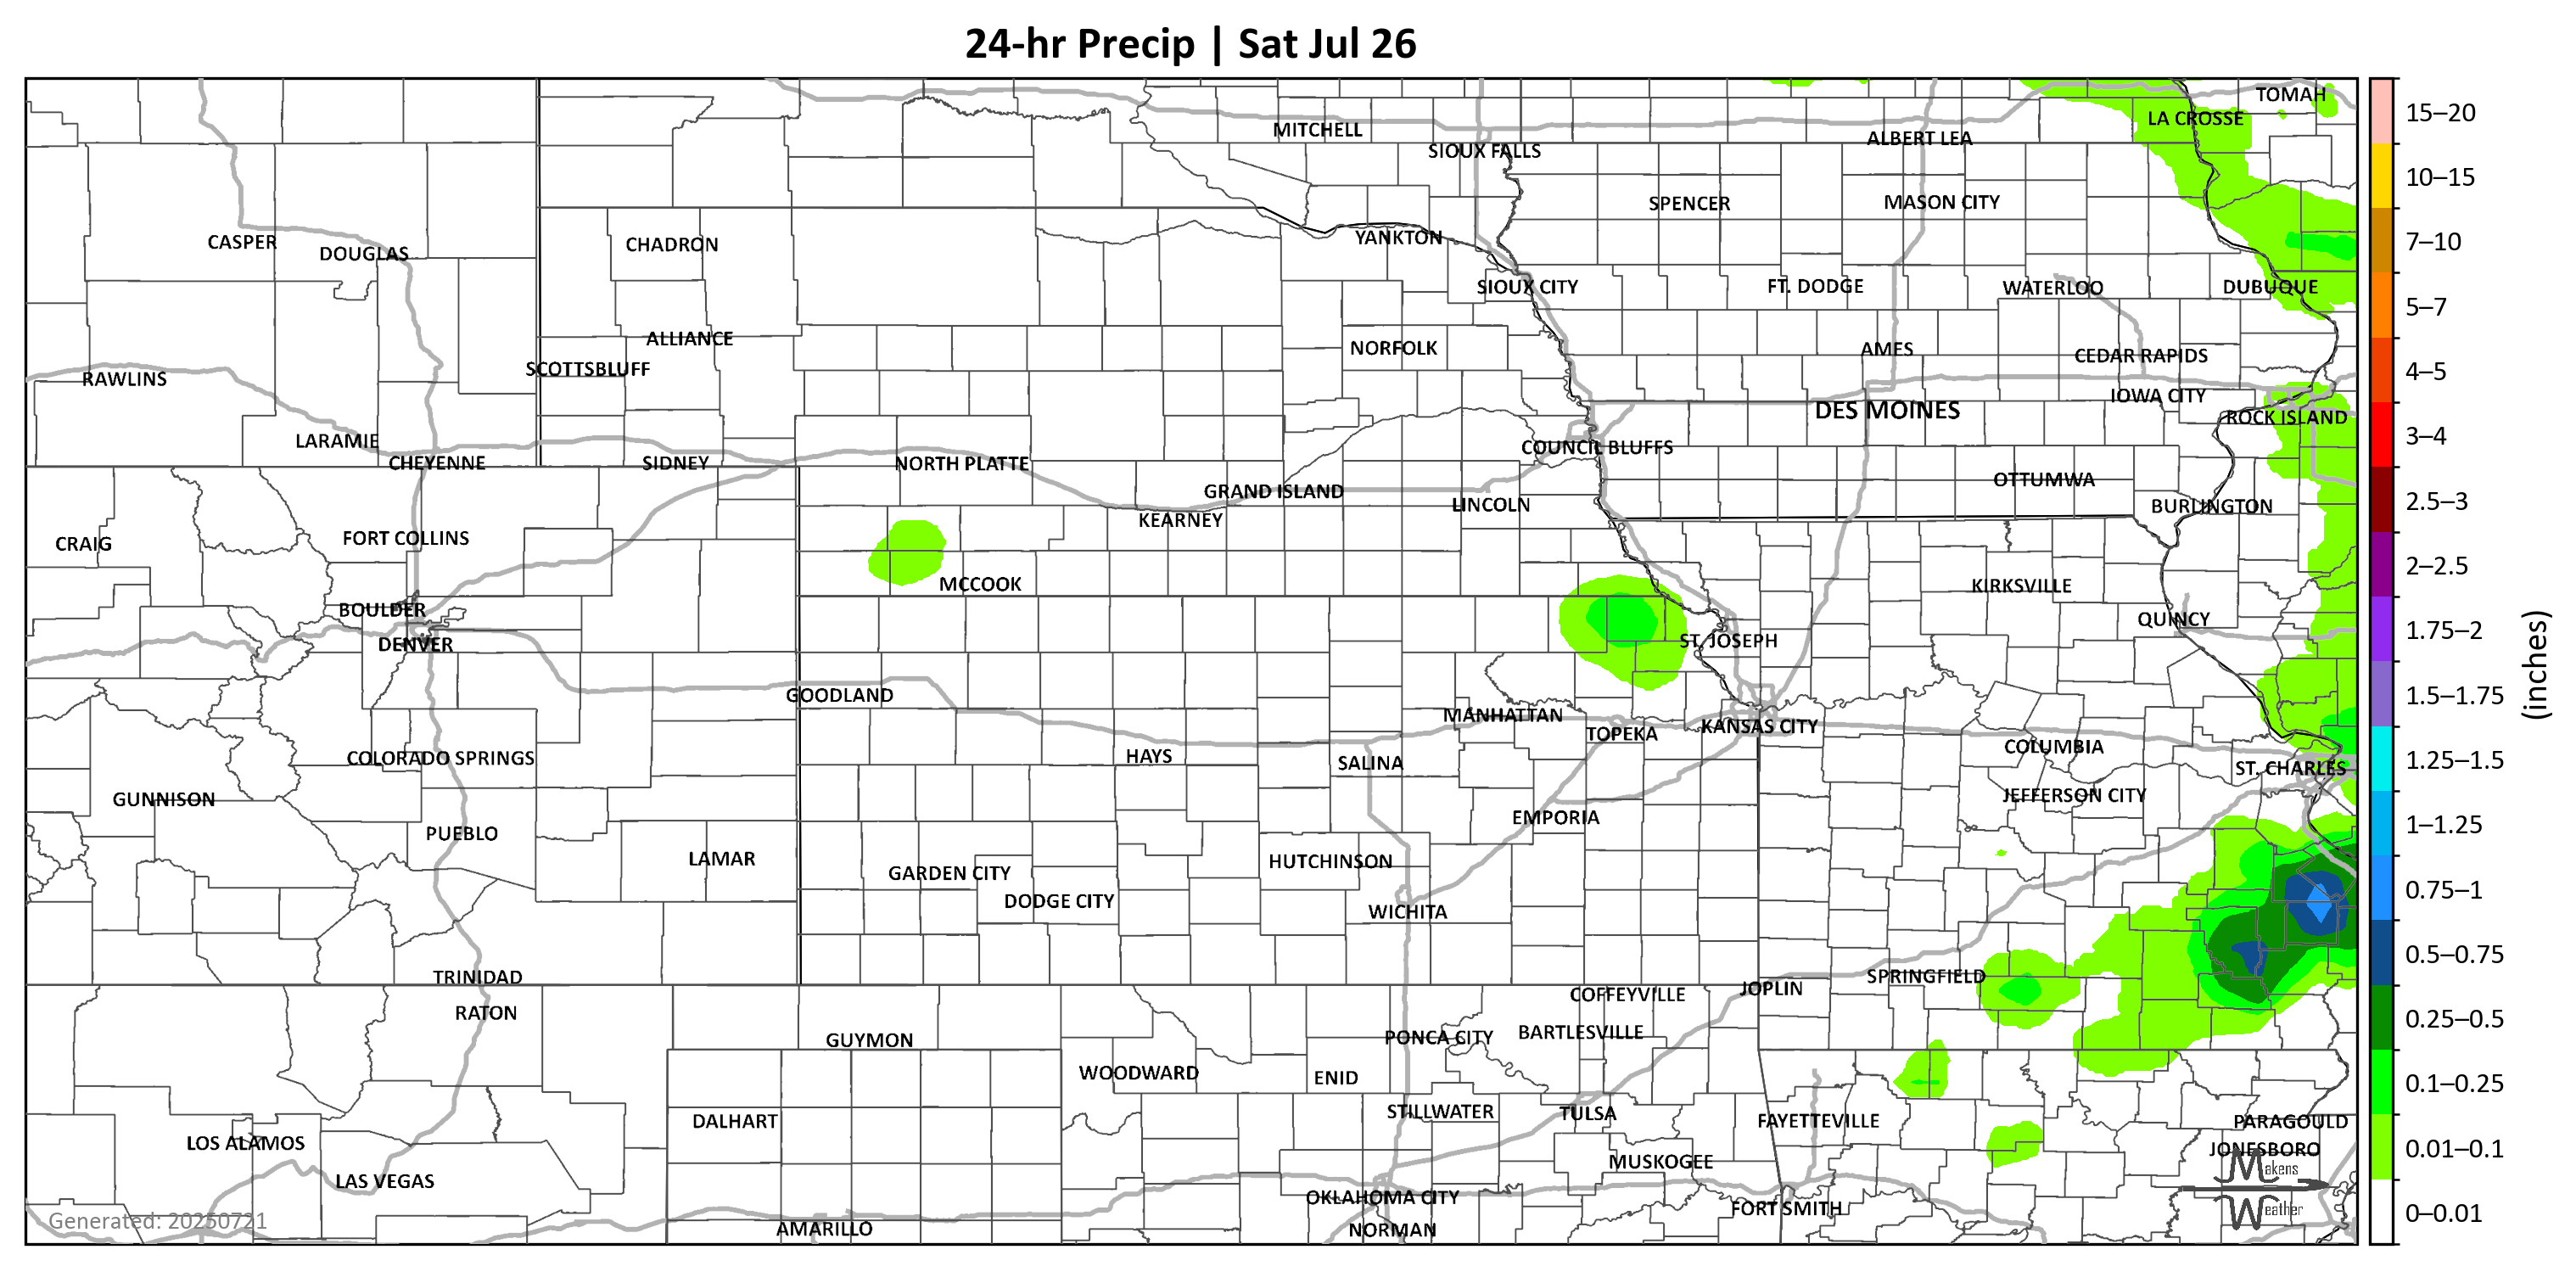 24-hr Precip | Sat Jul 26
TOMAH
LA CROSSE
MITCHELL
ALBERT LEA
SIOUX FALLS
SPENCER
MASON CITY
YANKTON
CASPER
CHADRON
DOUGLAS
SIOUX CITY
FT. DODGE
WATERLOO
DUBUQUE
ALLIANCE
NORFOLK
AMES
CEDAR RAPIDS
SCOTTSBLUFF
RAWLINS
IOWA CITY
DES MOINES
ROCK ISLAND
LARAMIE
COUNCIL BLUFFS
CHEYENNE
SIDNEY
NORTH PLATTE
OTTUMWA
GRAND ISLAND
LINCOLN
BURLINGTON
KEARNEY
FORT COLLINS
CRAIG
MCCOOK
KIRKSVILLE
BOULDER
QUINCY
DENVER
ST. JOSEPH
GOODLAND
MANHATTAN
KANSAS CITY
TOPEKA
COLUMBIA
COLORADO SPRINGS
HAYS
SALINA
ST. CHARLES
GUNNISON
JEFFERSON CITY
EMPORIA
PUEBLO
LAMAR
HUTCHINSON
GARDEN CITY
DODGE CITY
WICHITA
TRINIDAD
SPRINGFIELD
JOPLIN
COFFEYVILLE
RATON
BARTLESVILLE
PONCA CITY
GUYMON
WOODWARD
ENID
STILLWATER
TULSA
DALHART
FAYETTEVILLE
PARAGOULD
LOS ALAMOS
JONESBORO
MUSKOGEE
LAS VEGAS
OKLAHOMA CITY
FORT SMITH
AMARILLO
NORMAN
Generated: 20250721
Makens
Weather
15–20
10–15
7–10
5–7
4–5
3–4
2.5–3
2–2.5
1.75–2
1.5–1.75
1.25–1.5
1–1.25
0.75–1
0.5–0.75
0.25–0.5
0.1–0.25
0.01–0.1
0–0.01
(inches)